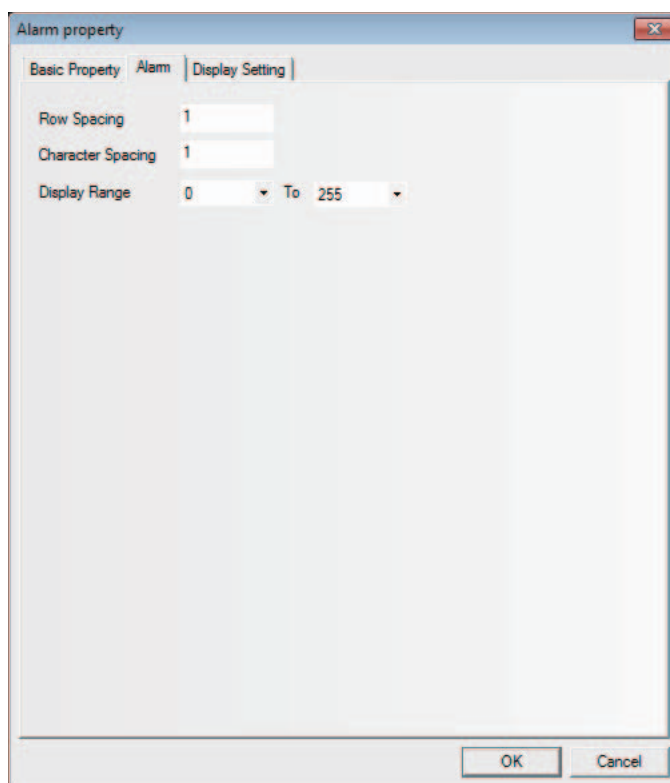 Alarm property
Basic Property Alarm Display Setting
Row Spacing 1
Character Spacing 1
Display Range 0 To 255
OK Cancel